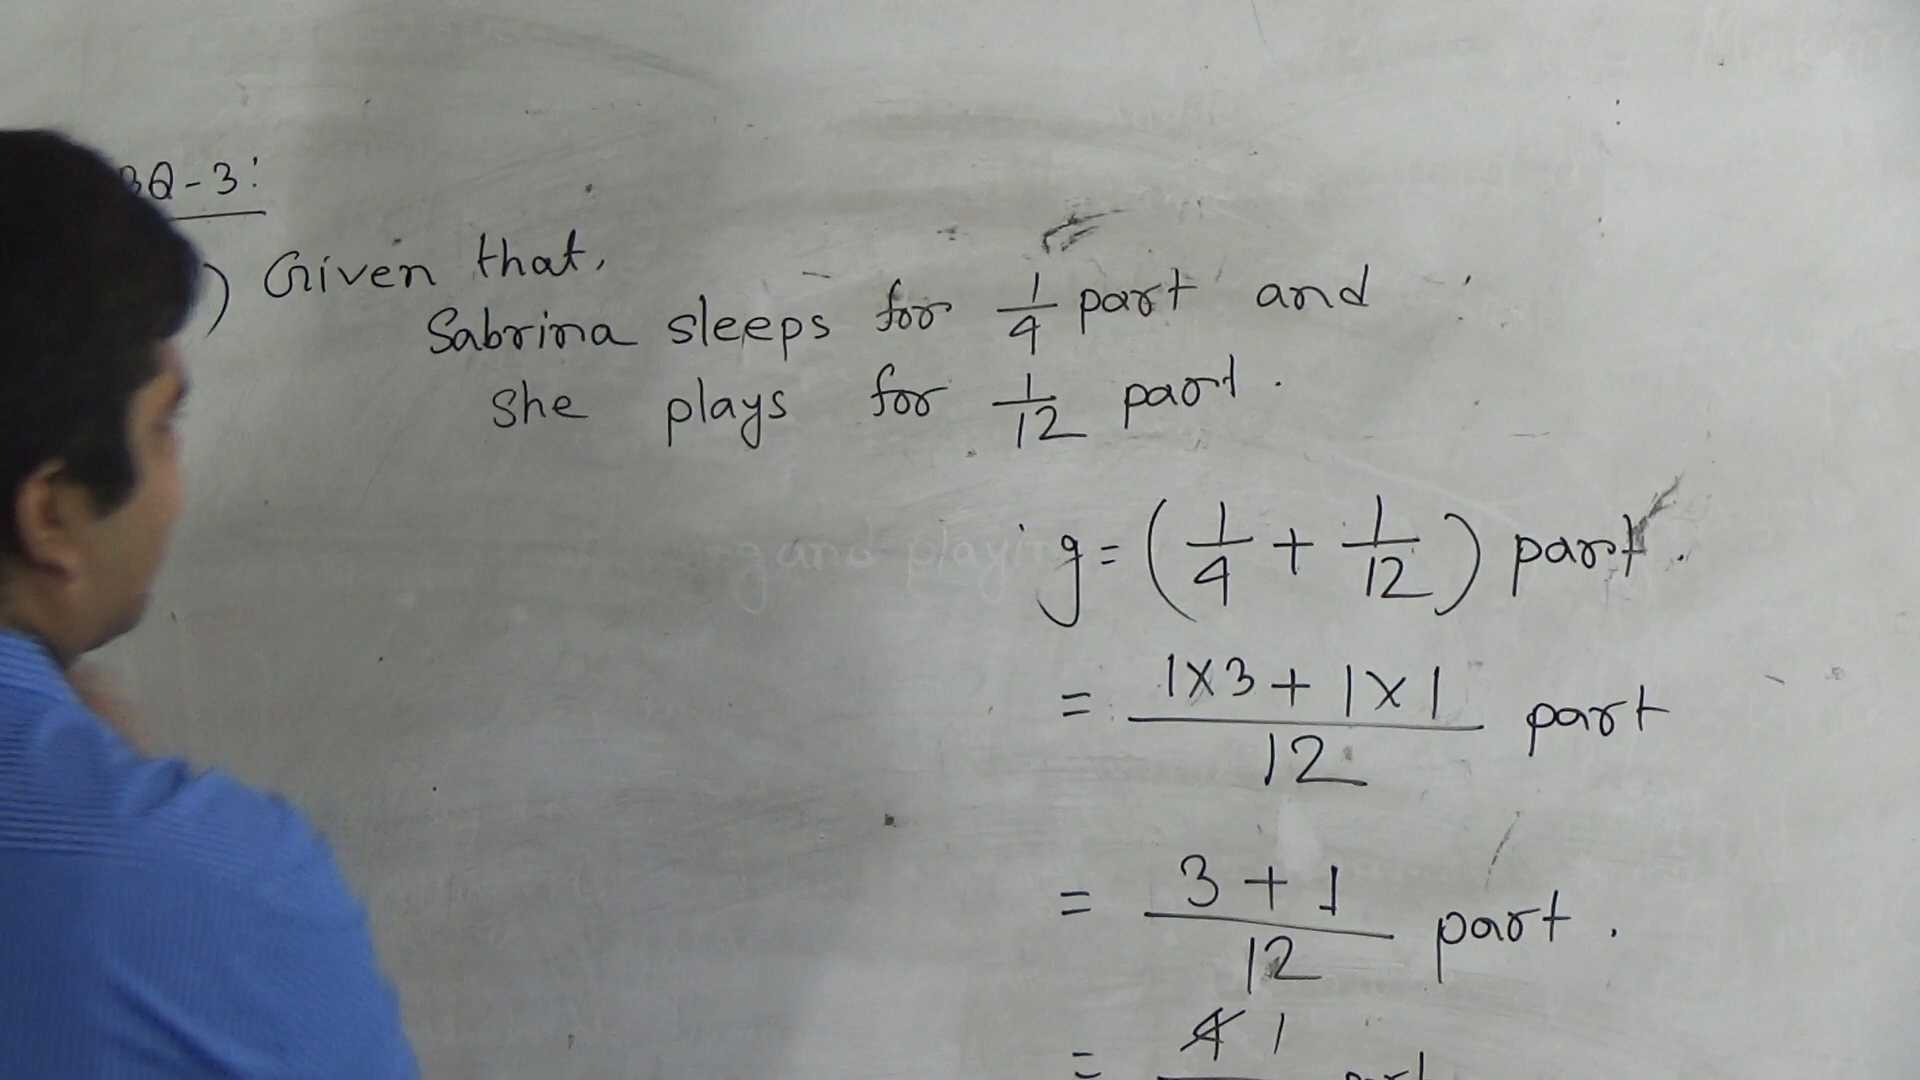 BQ-3:
) Given that,
Sabrina sleeps for 1/4 part and
she plays for 1/12 part.
g and playing = (1/4 + 1/12) part.
= (1×3 + 1×1)/12 part
= (3 + 1)/12 part.
= 4 1